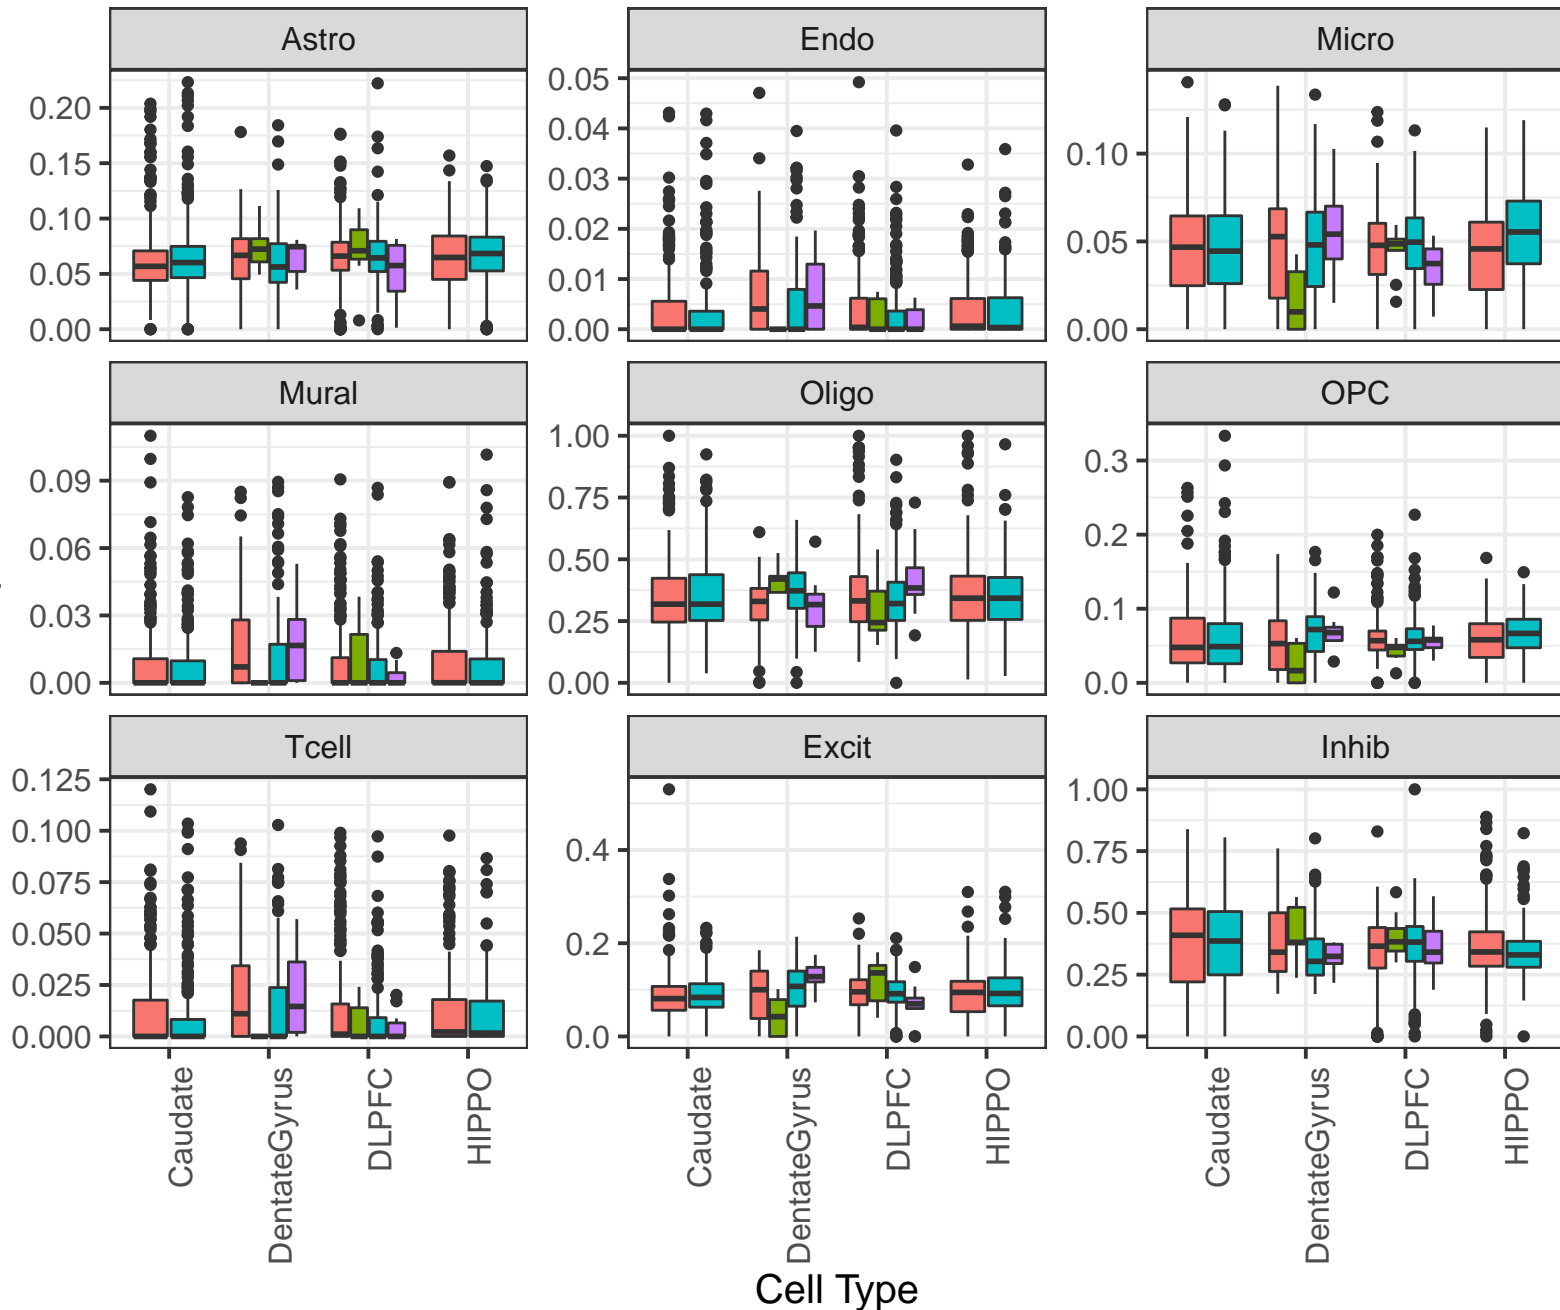 Astro Endo Micro
0.20 0.05
0.15 0.04 0.10
0.10 0.03
0.05 0.02 0.05
0.00 0.01 0.00
0.00
Mural Oligo OPC
0.09 1.00 0.3
0.06 0.75 0.2
0.03 0.50 0.1
0.00 0.25 0.0
0.00
Tcell Excit Inhib
0.125 0.4 1.00
0.100 0.2 0.75
0.075 0.0 0.50
0.050 0.25
0.025 0.00
0.000
Caudate DentateGyrus DLPFC HIPPO Caudate DentateGyrus DLPFC HIPPO Caudate DentateGyrus DLPFC HIPPO
Cell Type